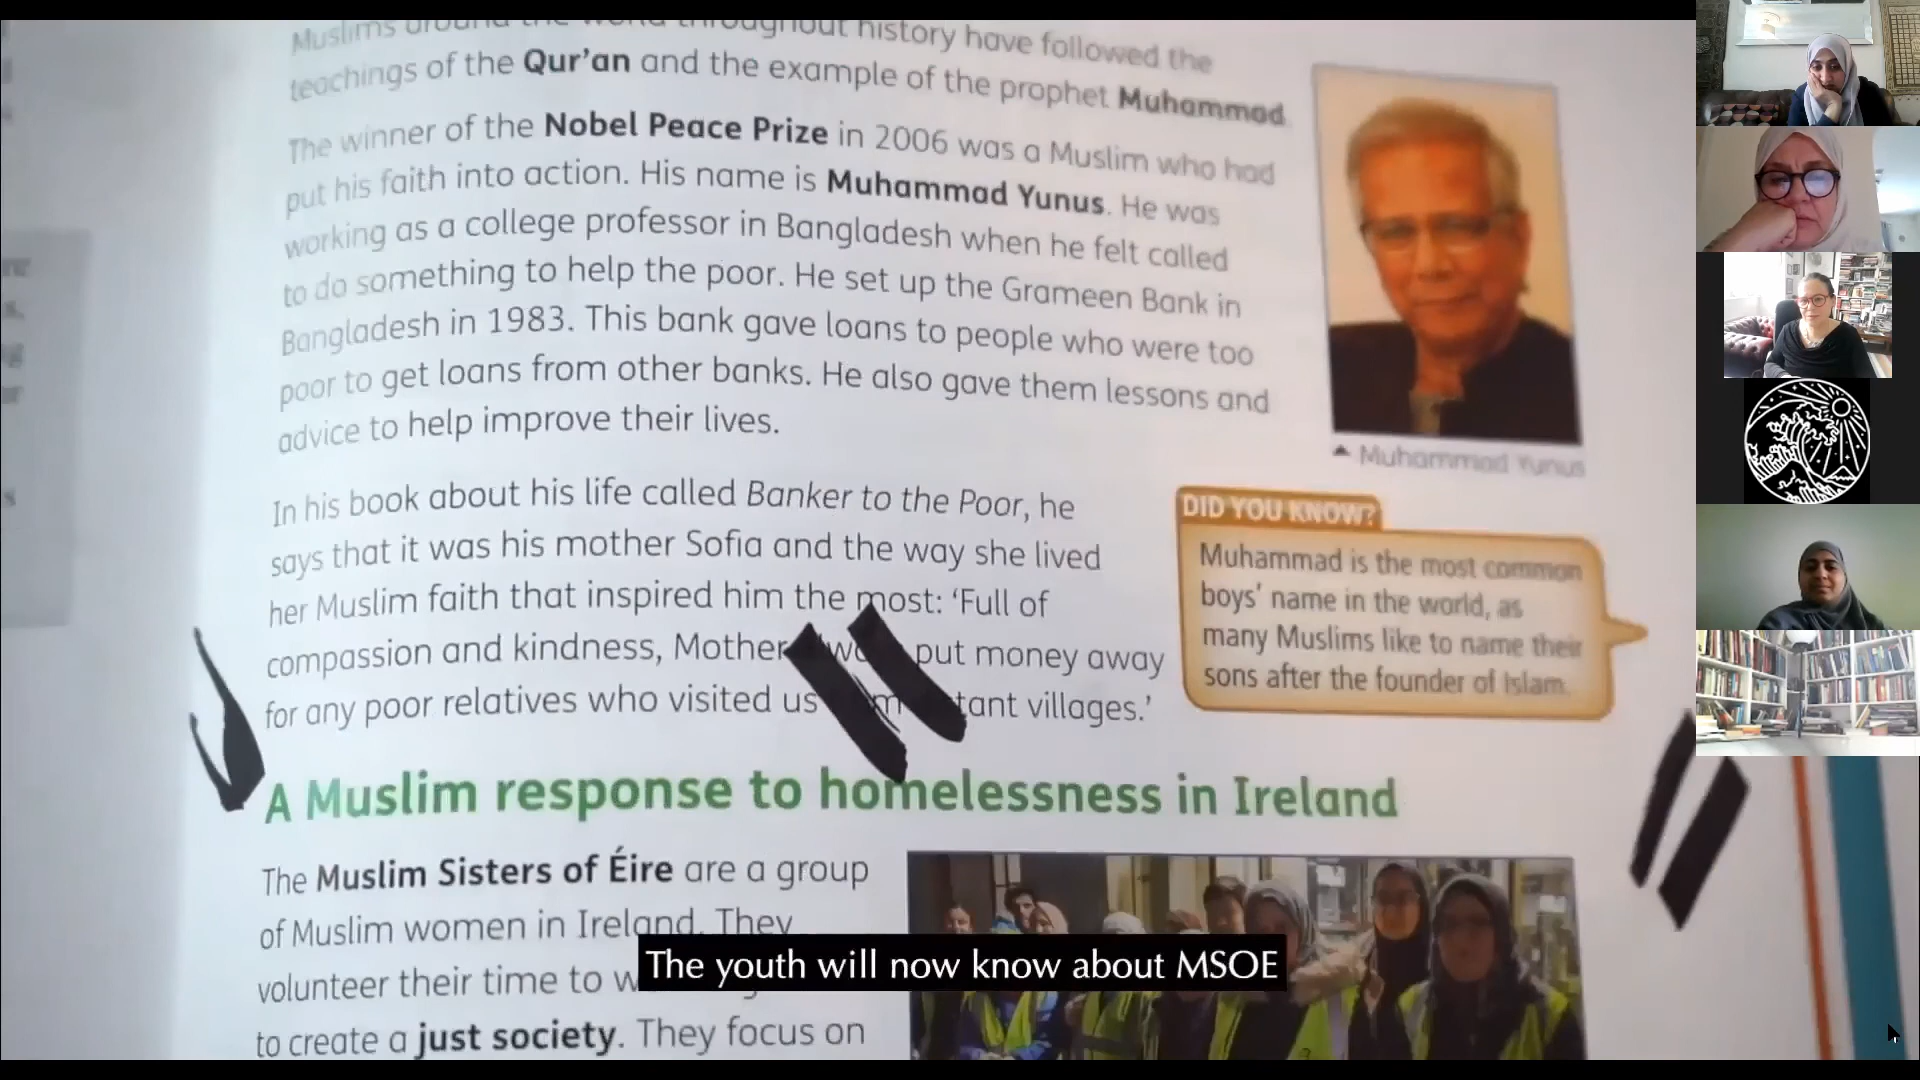 Muslims around the world throughout history have followed the
teachings of the Qur'an and the example of the prophet Muhammad.
The winner of the Nobel Peace Prize in 2006 was a Muslim who had
put his faith into action. His name is Muhammad Yunus. He was
working as a college professor in Bangladesh when he felt called
to do something to help the poor. He set up the Grameen Bank in
Bangladesh in 1983. This bank gave loans to people who were too
poor to get loans from other banks. He also gave them lessons and
advice to help improve their lives.
Muhammad Yunus
In his book about his life called Banker to the Poor, he
says that it was his mother Sofia and the way she lived
her Muslim faith that inspired him the most: 'Full of
compassion and kindness, Mother put money away
for any poor relatives who visited us villages.'
DID YOU KNOW?
Muhammad is the most common
boys' name in the world, as
many Muslims like to name their
sons after the founder of Islam.
A Muslim response to homelessness in Ireland
The Muslim Sisters of Éire are a group
of Muslim women in Ireland. They
volunteer their time to
to create a just society. They focus on
The youth will now know about MSOE